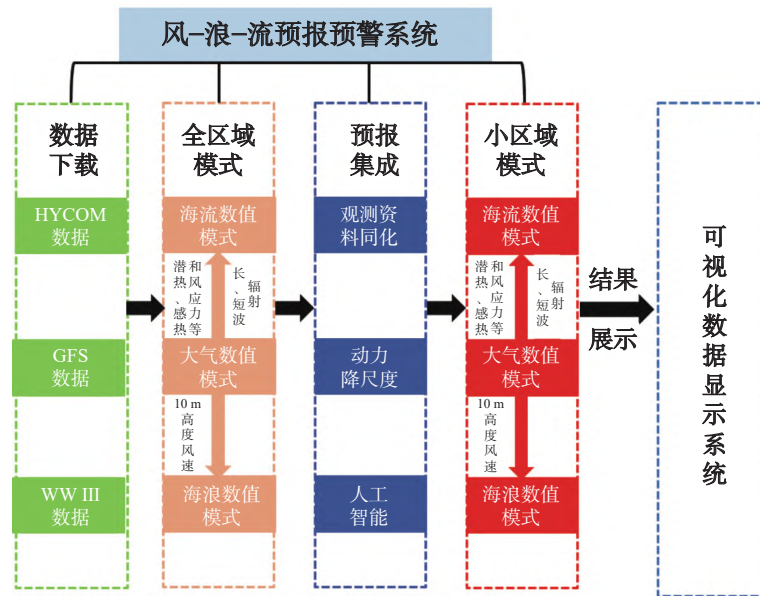 风-浪-流预报预警系统
数据
下载
HYCOM
数据
GFS
数据
WW III
数据
全区域
模式
海流数值
模式
潜热、感热
和风应力等
长、短波
辐射
大气数值
模式
10 m
高度风速
海浪数值
模式
预报
集成
观测资
料同化
动力
降尺度
人工
智能
小区域
模式
海流数值
模式
潜热、感热
和风应力等
长、短波
辐射
大气数值
模式
10 m
高度风速
海浪数值
模式
结果
展示
可视化数据显示系统